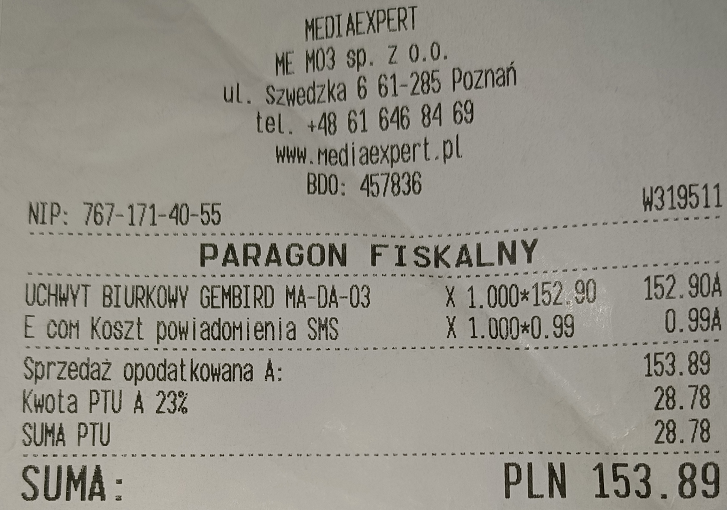 MEDIAEXPERT
ME M03 sp. z o.o.
ul. Szwedzka 6 61-285 Poznań
tel. +48 61 646 84 69
www.mediaexpert.pl
BDO: 457836
NIP: 767-171-40-55 W319511
PARAGON FISKALNY
UCHWYT BIURKOWY GEMBIRD MA-DA-03 X 1.000*152.90 152.90A
E com Koszt powiadomienia SMS X 1.000*0.99 0.99A
Sprzedaż opodatkowana A: 153.89
Kwota PTU A 23% 28.78
SUMA PTU 28.78
SUMA: PLN 153.89